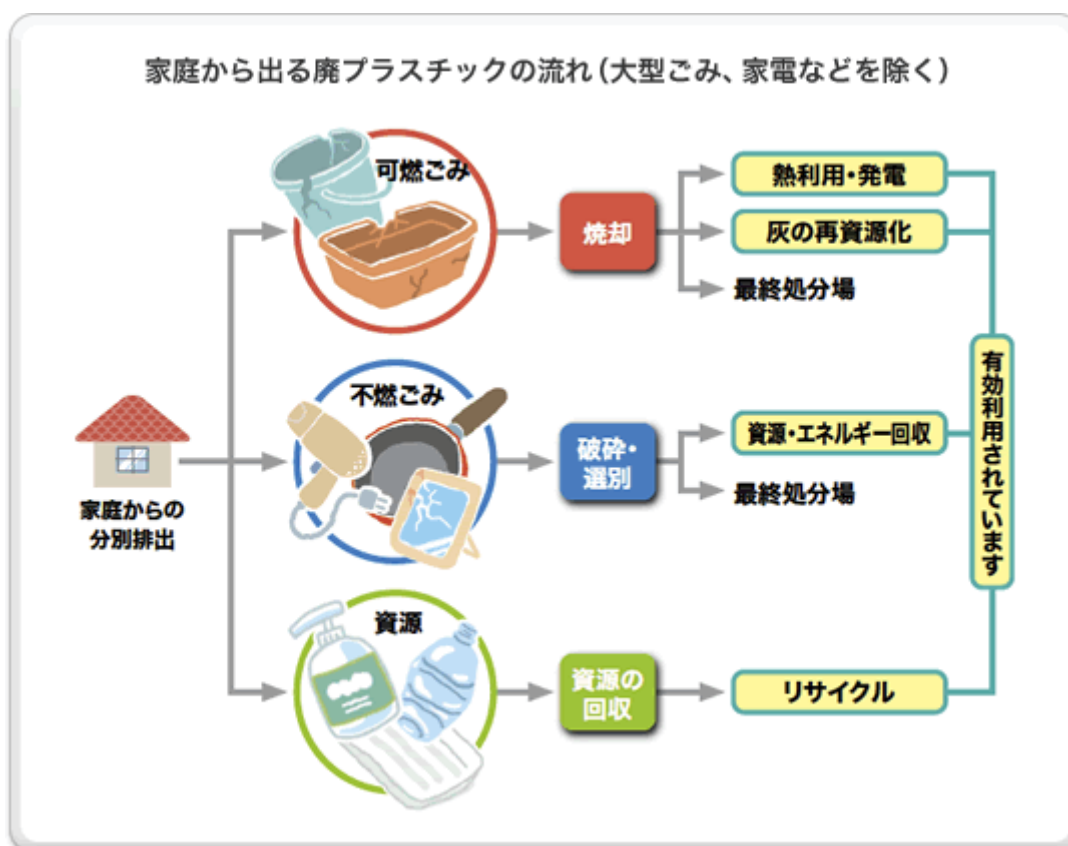 家庭から出る廃プラスチックの流れ(大型ごみ、家電などを除く)
可燃ごみ
焼却
熱利用・発電
灰の再資源化
最終処分場
家庭からの
分別排出
不燃ごみ
破砕・
選別
資源・エネルギー回収
最終処分場
資源
資源の
回収
リサイクル
有効利用されています